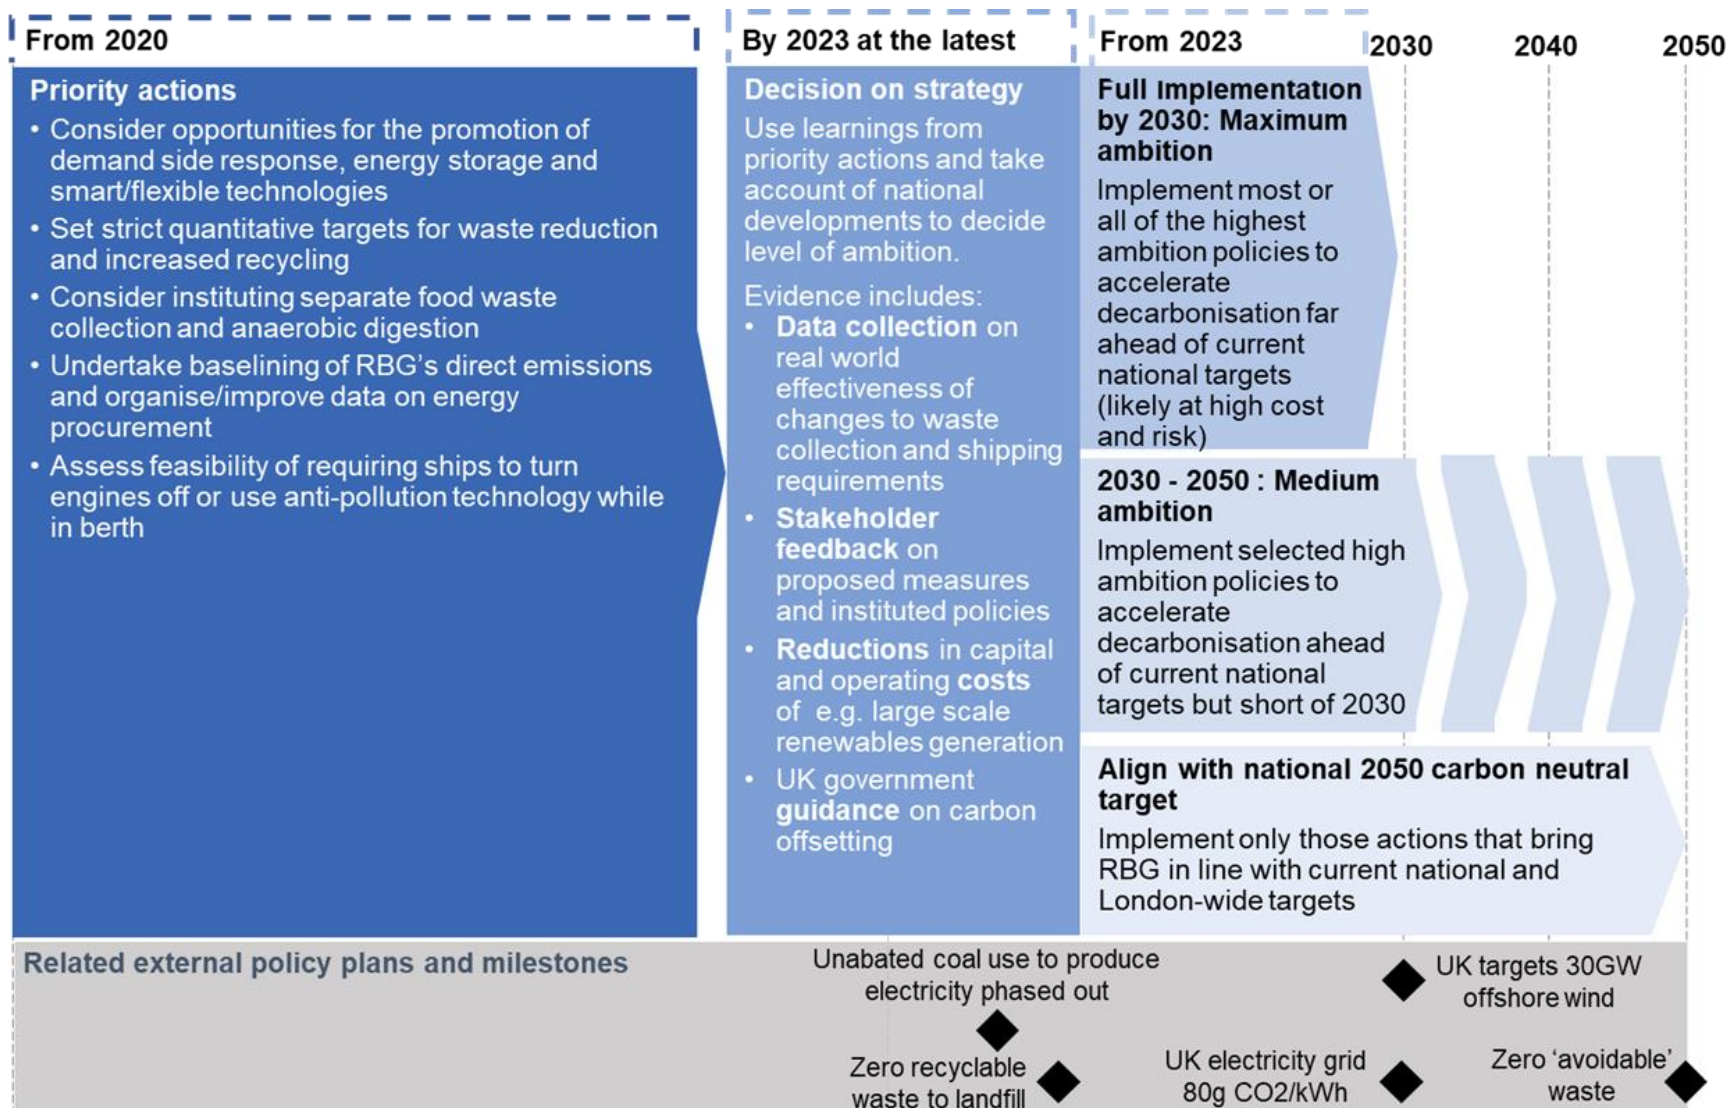 From 2020
Priority actions
• Consider opportunities for the promotion of
demand side response, energy storage and
smart/flexible technologies
• Set strict quantitative targets for waste reduction
and increased recycling
• Consider instituting separate food waste
collection and anaerobic digestion
• Undertake baselining of RBG's direct emissions
and organise/improve data on energy
procurement
• Assess feasibility of requiring ships to turn
engines off or use anti-pollution technology while
in berth
By 2023 at the latest
Decision on strategy
Use learnings from
priority actions and take
account of national
developments to decide
level of ambition.
Evidence includes:
• Data collection on
real world
effectiveness of
changes to waste
collection and shipping
requirements
• Stakeholder
feedback on
proposed measures
and instituted policies
• Reductions in capital
and operating costs
of e.g. large scale
renewables generation
• UK government
guidance on carbon
offsetting
From 2023
2030
2040
2050
Full Implementation
by 2030: Maximum
ambition
Implement most or
all of the highest
ambition policies to
accelerate
decarbonisation far
ahead of current
national targets
(likely at high cost
and risk)
2030 - 2050 : Medium
ambition
Implement selected high
ambition policies to
accelerate
decarbonisation ahead
of current national
targets but short of 2030
Align with national 2050 carbon neutral
target
Implement only those actions that bring
RBG in line with current national and
London-wide targets
Related external policy plans and milestones
Unabated coal use to produce
electricity phased out
Zero recyclable
waste to landfill
UK targets 30GW
offshore wind
UK electricity grid
80g CO2/kWh
Zero 'avoidable'
waste